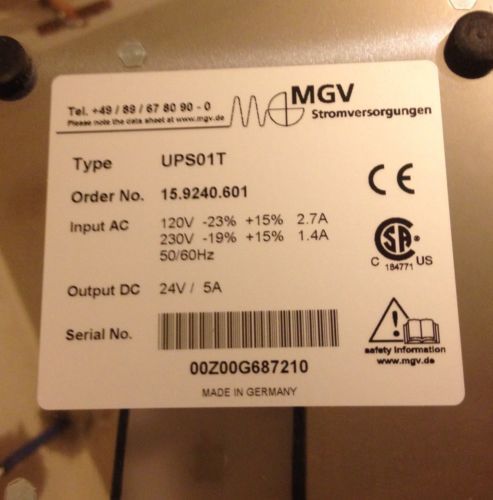 Tel. +49 / 89 / 67 80 90 - 0
Please note the data sheet at www.mgv.de
MGV
Stromversorgungen
Type UPS01T
Order No. 15.9240.601
Input AC 120V -23% +15% 2.7A
230V -19% +15% 1.4A
50/60Hz
Output DC 24V / 5A
Serial No.
00Z00G687210
MADE IN GERMANY
CE
SA
C 184771 US
safety information
www.mgv.de